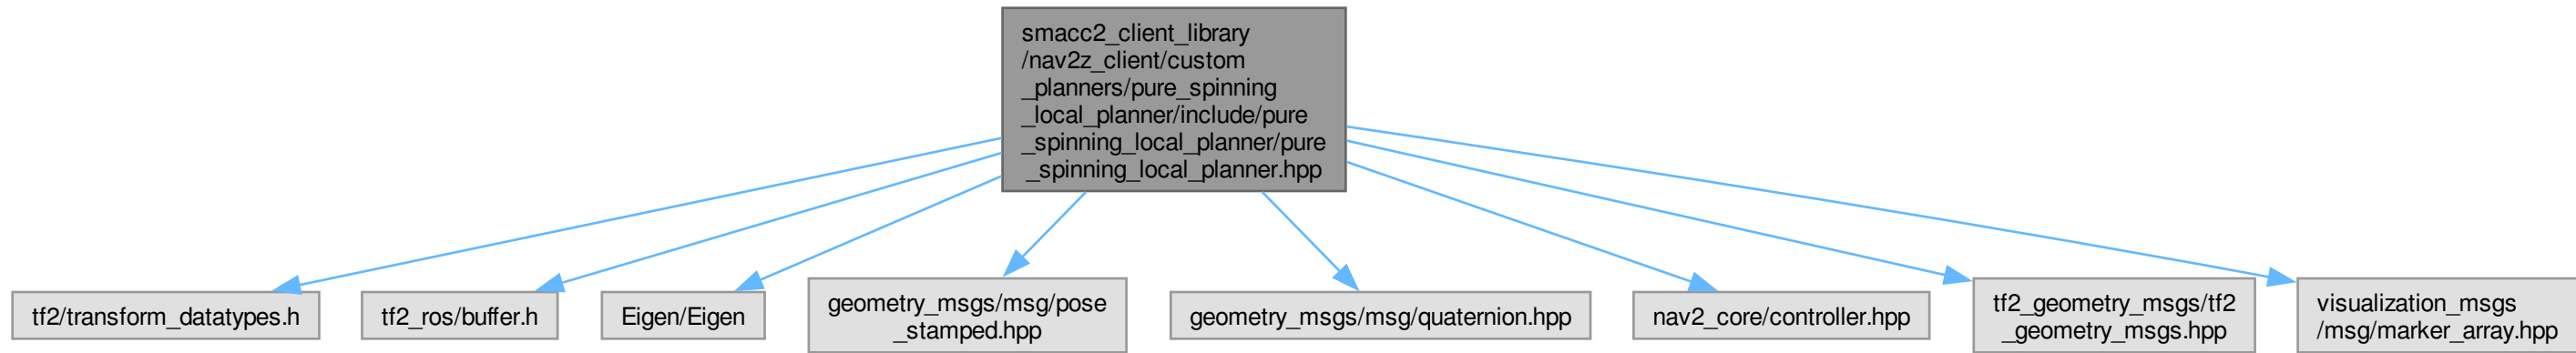 smacc2_client_library
/nav2z_client/custom
_planners/pure_spinning
_local_planner/include/pure
_spinning_local_planner/pure
_spinning_local_planner.hpp
tf2/transform_datatypes.h
tf2_ros/buffer.h
Eigen/Eigen
geometry_msgs/msg/pose
_stamped.hpp
geometry_msgs/msg/quaternion.hpp
nav2_core/controller.hpp
tf2_geometry_msgs/tf2
_geometry_msgs.hpp
visualization_msgs
/msg/marker_array.hpp